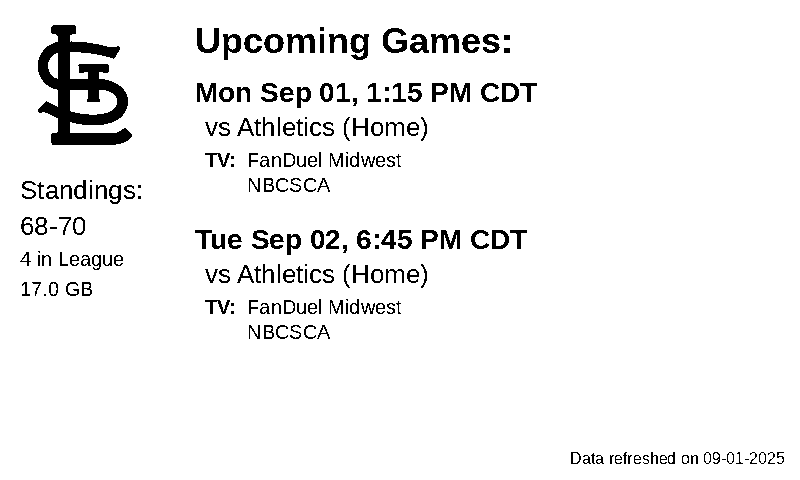 STL
Standings:
68-70
4 in League
17.0 GB
Upcoming Games:
Mon Sep 01, 1:15 PM CDT
vs Athletics (Home)
TV: FanDuel Midwest
NBCSCA
Tue Sep 02, 6:45 PM CDT
vs Athletics (Home)
TV: FanDuel Midwest
NBCSCA
Data refreshed on 09-01-2025